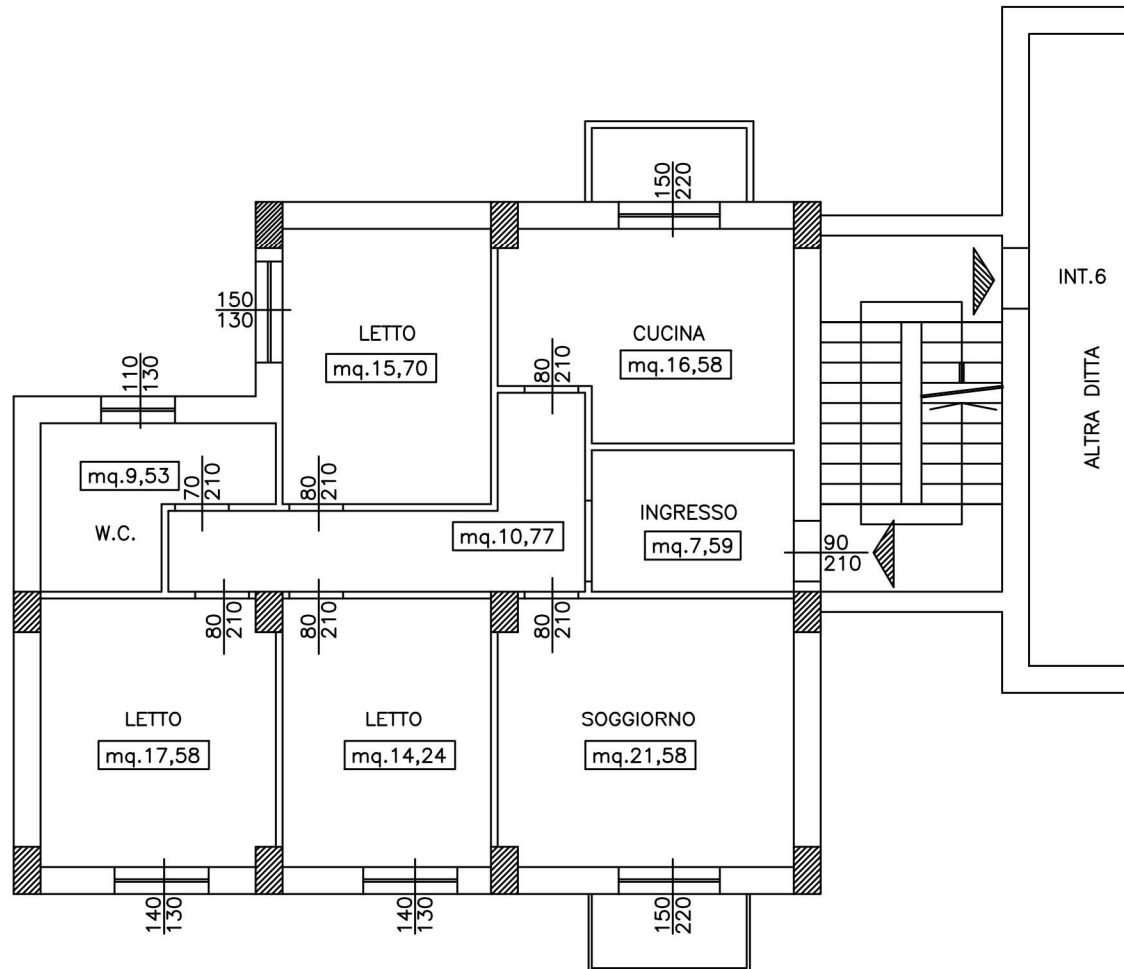 150
220
INT.6
150
130
LETTO
mq.15,70
CUCINA
mq.16,58
110
130
80
210
ALTRA DITTA
mq.9,53
70
210
80
210
W.C.
mq.10,77
INGRESSO
mq.7,59
90
210
80
210
80
210
80
210
LETTO
mq.17,58
LETTO
mq.14,24
SOGGIORNO
mq.21,58
140
130
140
130
150
220